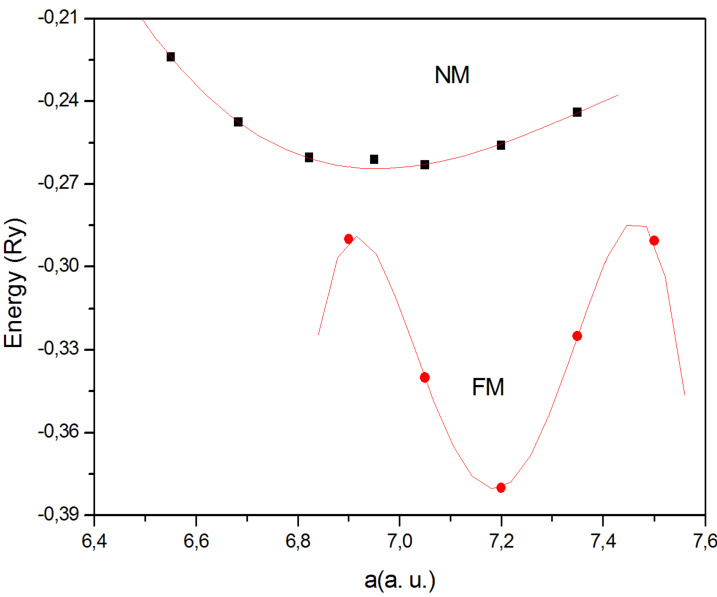 -0,21
-0,24
-0,27
-0,30
-0,33
-0,36
-0,39
Energy (Ry)
NM
FM
6,4 6,6 6,8 7,0 7,2 7,4 7,6
a(a. u.)